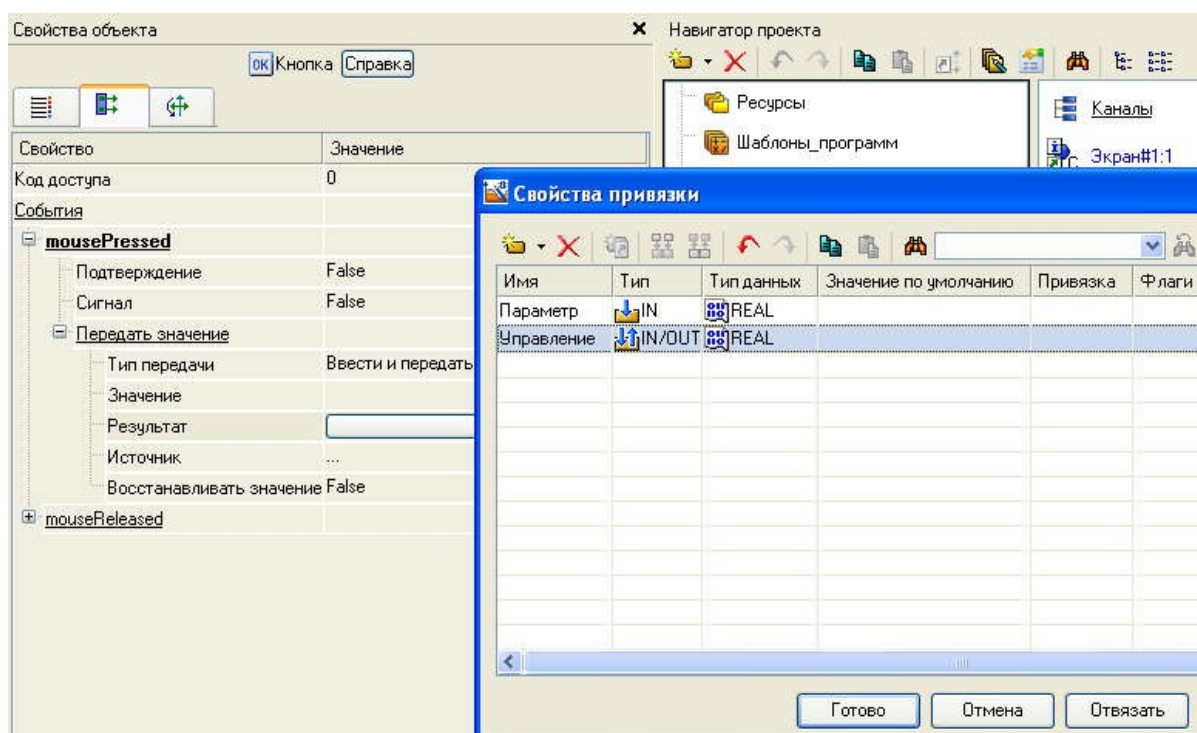 Свойства объекта
Навигатор проекта
OK Кнопка Справка
Ресурсы
Шаблоны_программ
Каналы
Экран#1:1
Свойство Значение
Код доступа 0
События
mousePressed
Подтверждение False
Сигнал False
Передать значение
Тип передачи Ввести и передать
Значение
Результат
Источник ...
Восстанавливать значение False
mouseReleased
Свойства привязки
Имя Тип Тип данных Значение по умолчанию Привязка Флаги
Параметр IN REAL
Управление IN/OUT REAL
Готово Отмена Отвязать